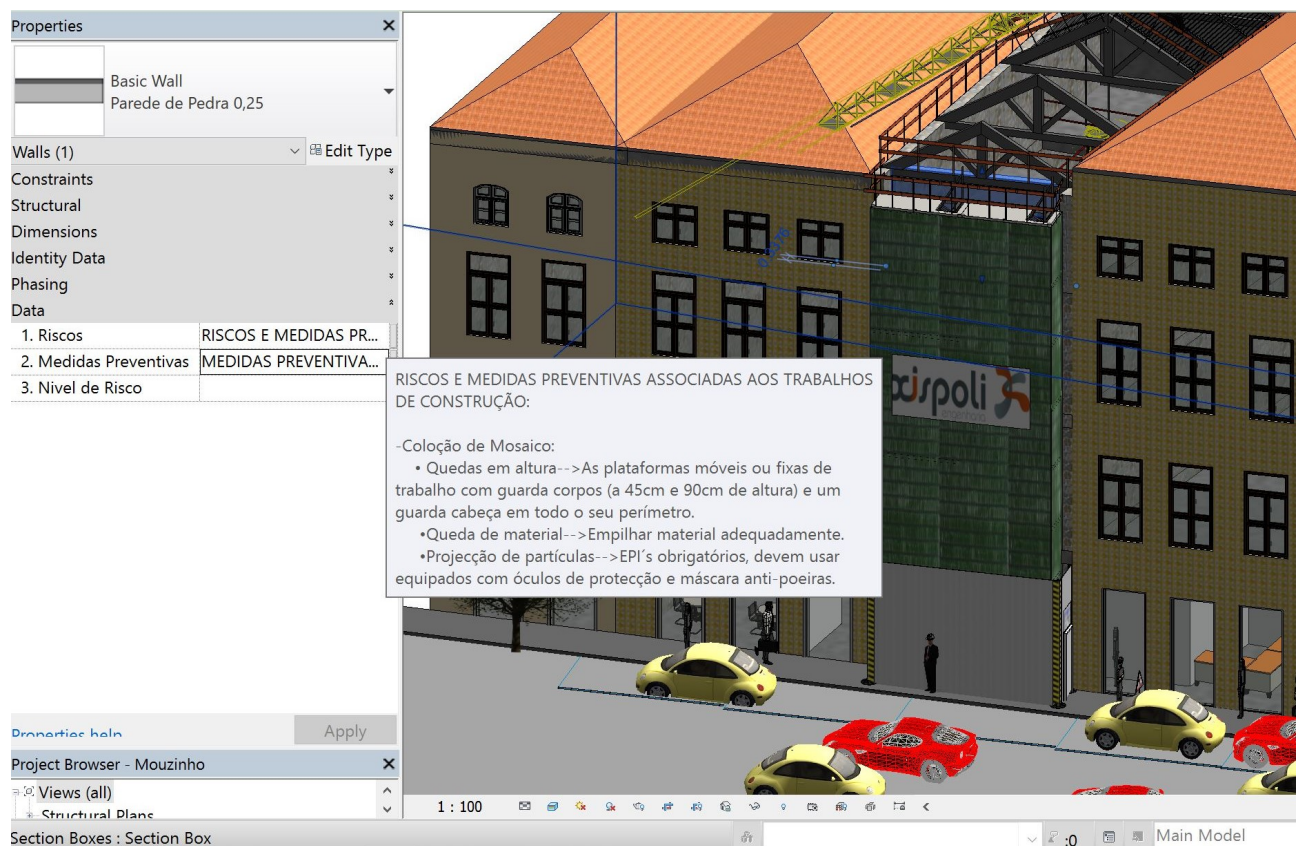 Properties
Basic Wall
Parede de Pedra 0,25
Walls (1)
Edit Type
Constraints
Structural
Dimensions
Identity Data
Phasing
Data
1. Riscos
RISCOS E MEDIDAS PR...
2. Medidas Preventivas
MEDIDAS PREVENTIVA...
3. Nivel de Risco
RISCOS E MEDIDAS PREVENTIVAS ASSOCIADAS AOS TRABALHOS
DE CONSTRUÇÃO:
-Coloção de Mosaico:
• Quedas em altura-->As plataformas móveis ou fixas de
trabalho com guarda corpos (a 45cm e 90cm de altura) e um
guarda cabeça em todo o seu perímetro.
•Queda de material-->Empilhar material adequadamente.
•Projecção de partículas-->EPI´s obrigatórios, devem usar
equipados com óculos de protecção e máscara anti-poeiras.
xispoli
engenharia
Properties help
Apply
Project Browser - Mouzinho
Views (all)
Structural Plans
1 : 100
Section Boxes : Section Box
:0
Main Model